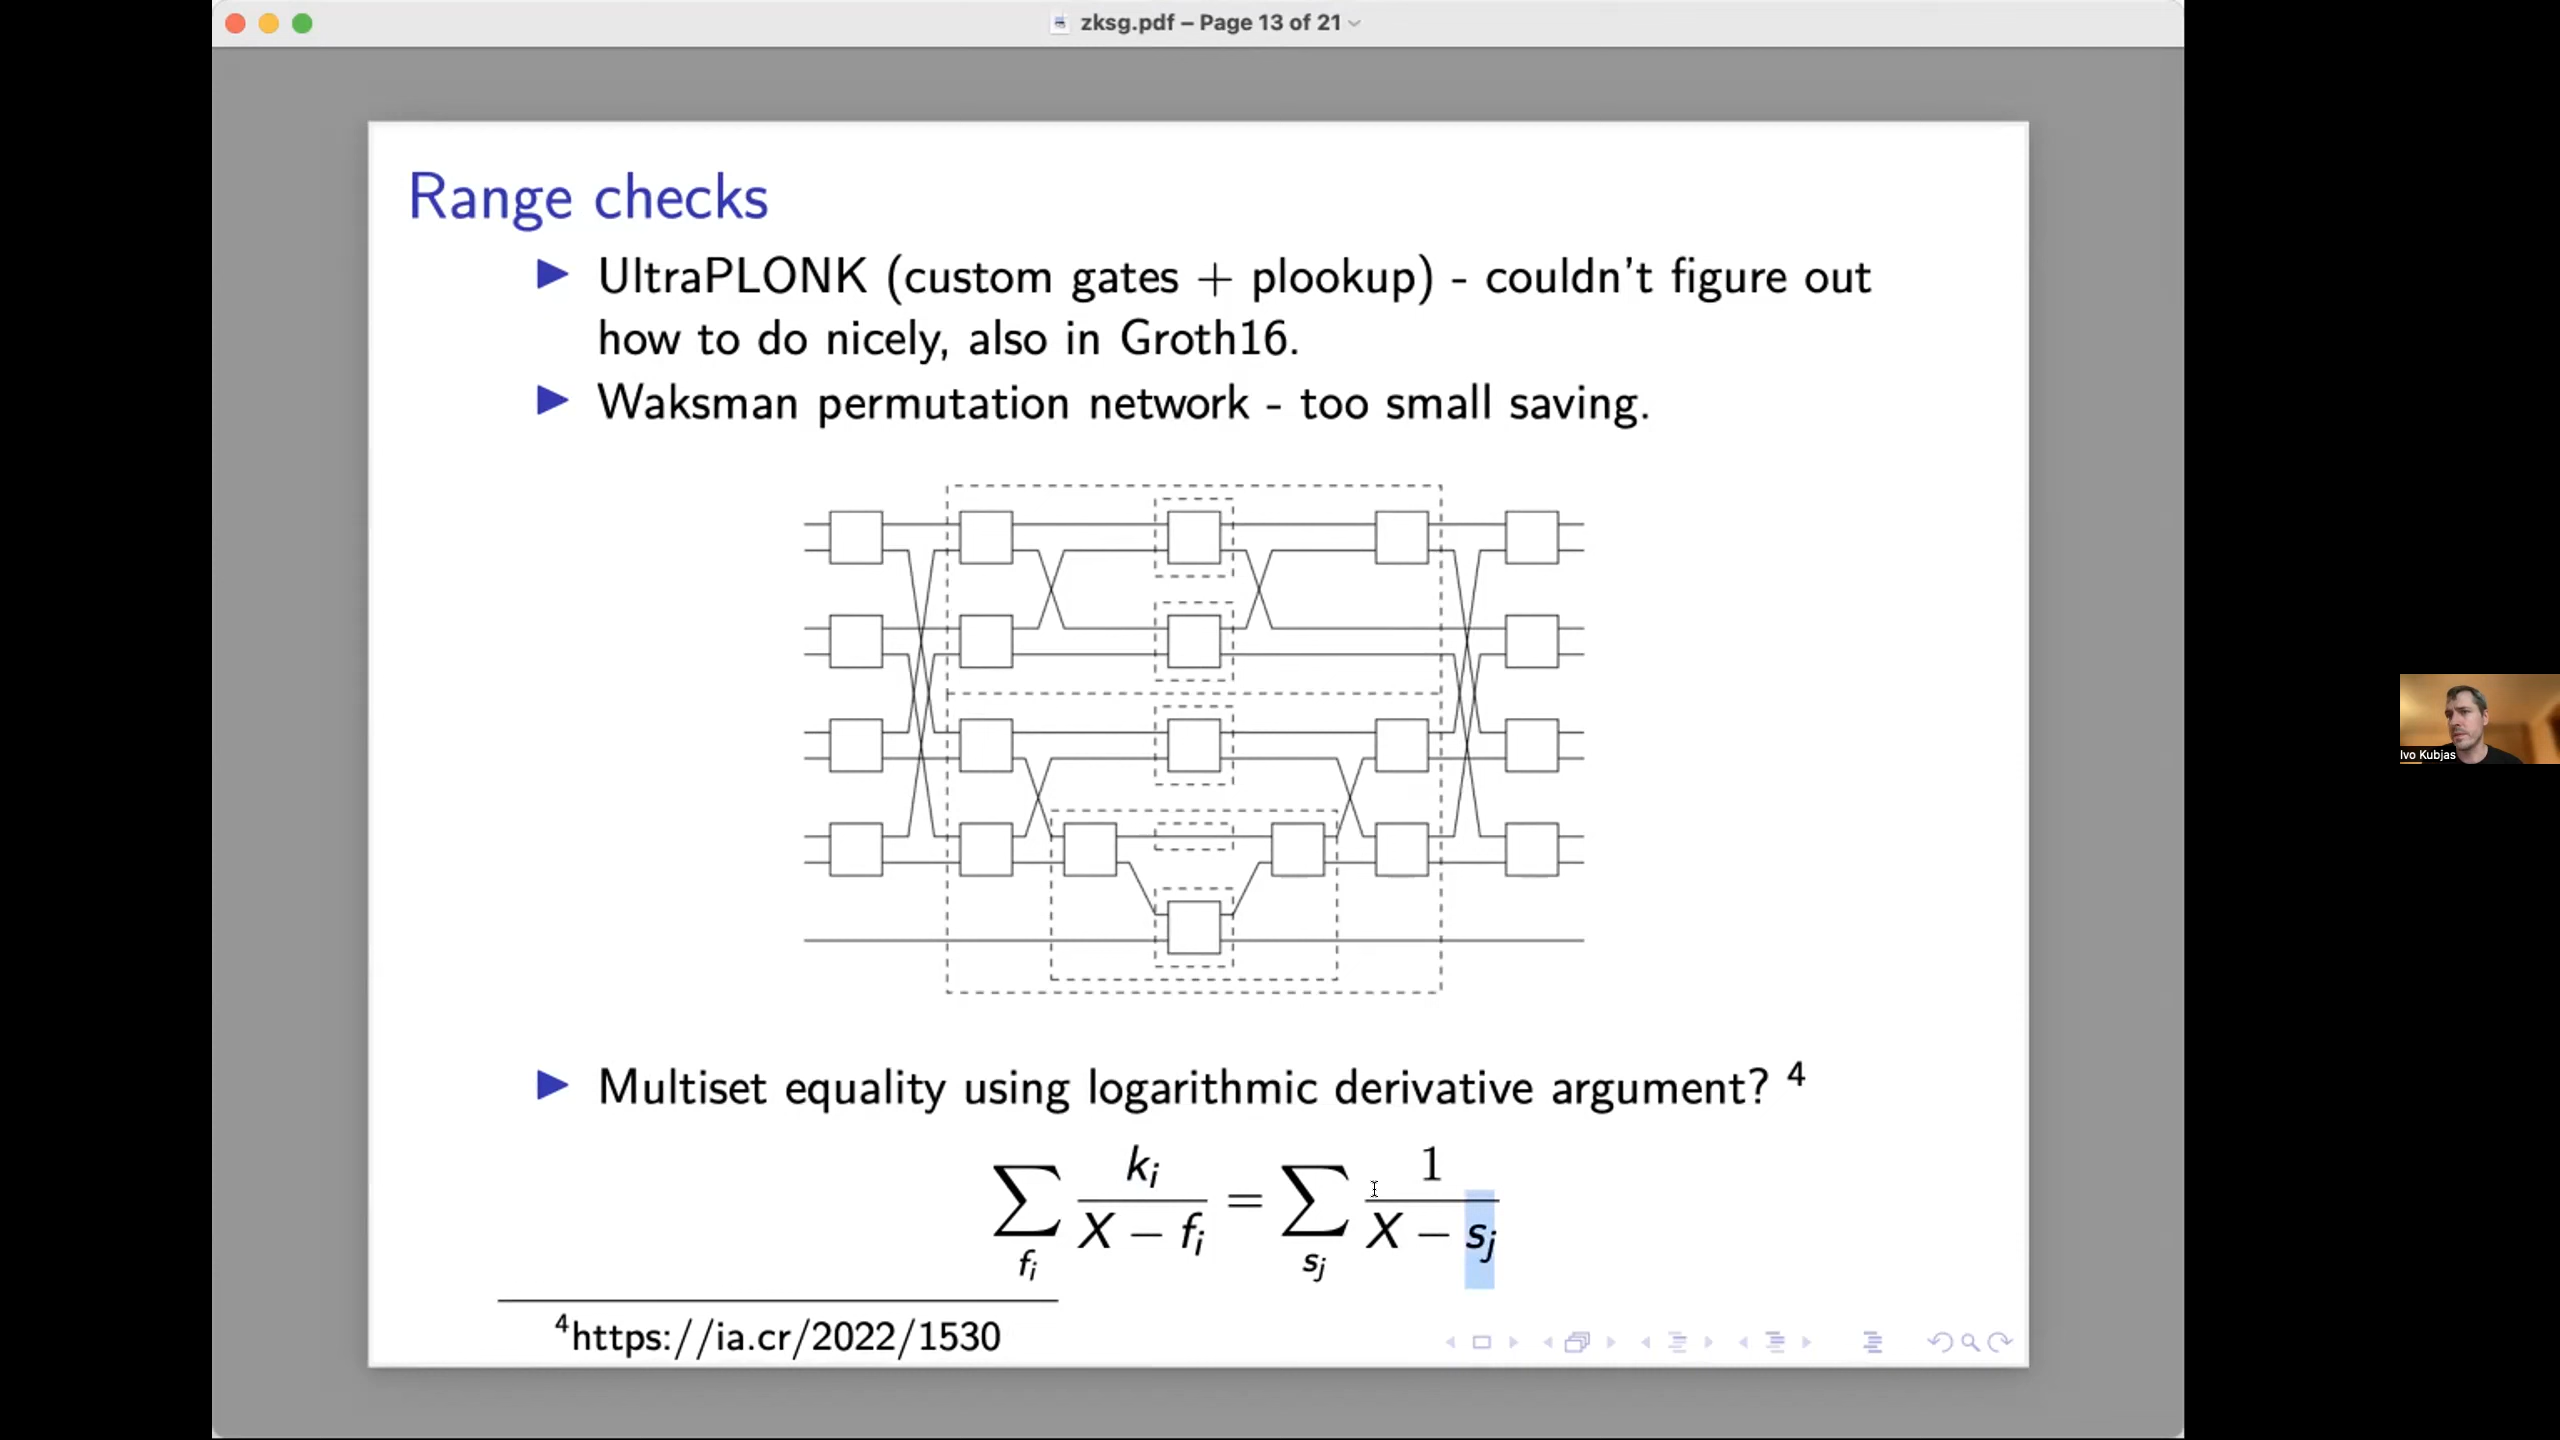 zksg.pdf – Page 13 of 21
Range checks
▶ UltraPLONK (custom gates + plookup) - couldn't figure out
how to do nicely, also in Groth16.
▶ Waksman permutation network - too small saving.
▶ Multiset equality using logarithmic derivative argument? ⁴
∑_{f_i} k_i / (X − f_i) = ∑_{s_j} 1 / (X − s_j)
⁴https://ia.cr/2022/1530
Ivo Kubjas